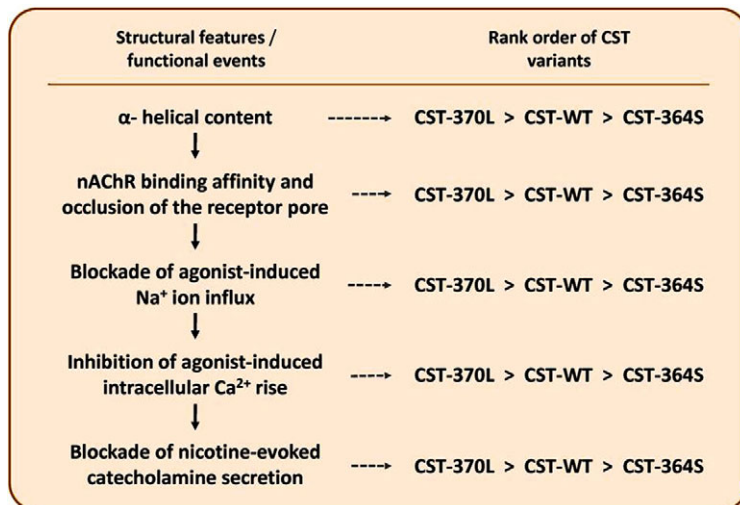 Structural features /
functional events
Rank order of CST
variants
α- helical content
CST-370L > CST-WT > CST-364S
nAChR binding affinity and
occlusion of the receptor pore
CST-370L > CST-WT > CST-364S
Blockade of agonist-induced
Na⁺ ion influx
CST-370L > CST-WT > CST-364S
Inhibition of agonist-induced
intracellular Ca²⁺ rise
CST-370L > CST-WT > CST-364S
Blockade of nicotine-evoked
catecholamine secretion
CST-370L > CST-WT > CST-364S